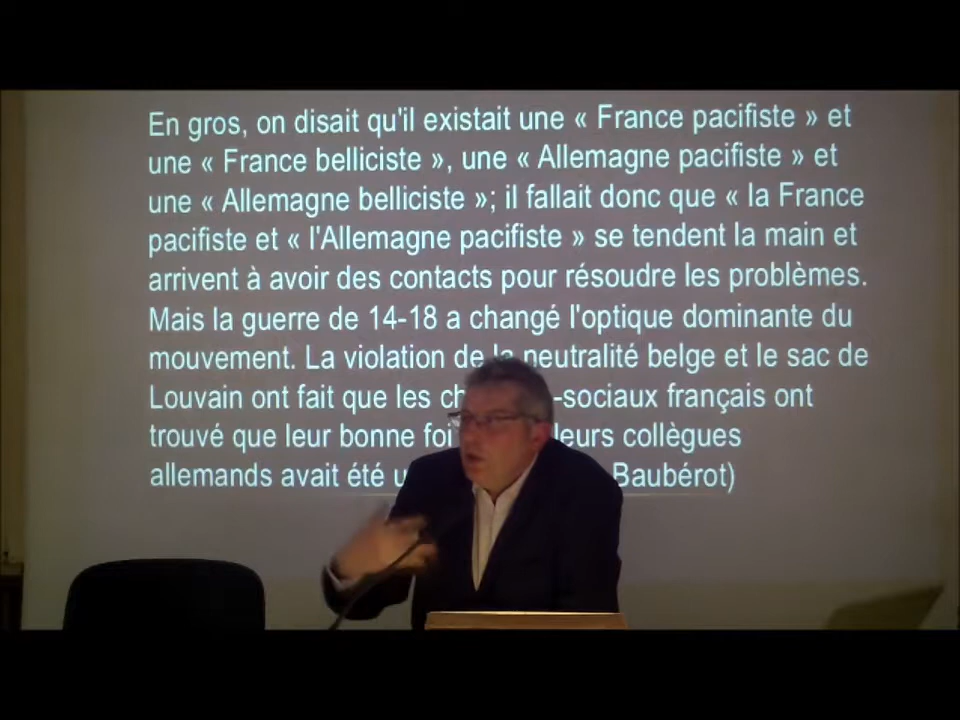 En gros, on disait qu'il existait une « France pacifiste » et
une « France belliciste », une « Allemagne pacifiste » et
une « Allemagne belliciste »; il fallait donc que « la France
pacifiste et « l'Allemagne pacifiste » se tendent la main et
arrivent à avoir des contacts pour résoudre les problèmes.
Mais la guerre de 14-18 a changé l'optique dominante du
mouvement. La violation de la neutralité belge et le sac de
Louvain ont fait que les -sociaux français ont
trouvé que leur bonne foi leurs collègues
allemands avait été Baubérot)